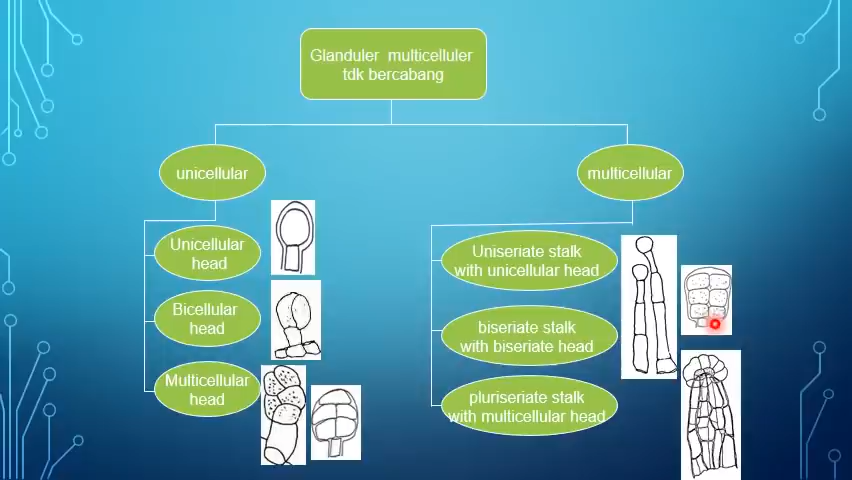 Glanduler multicelluler
tdk bercabang
unicellular
multicellular
Unicellular
head
Bicellular
head
Multicellular
head
Uniseriate stalk
with unicellular head
biseriate stalk
with biseriate head
pluriseriate stalk
with multicellular head